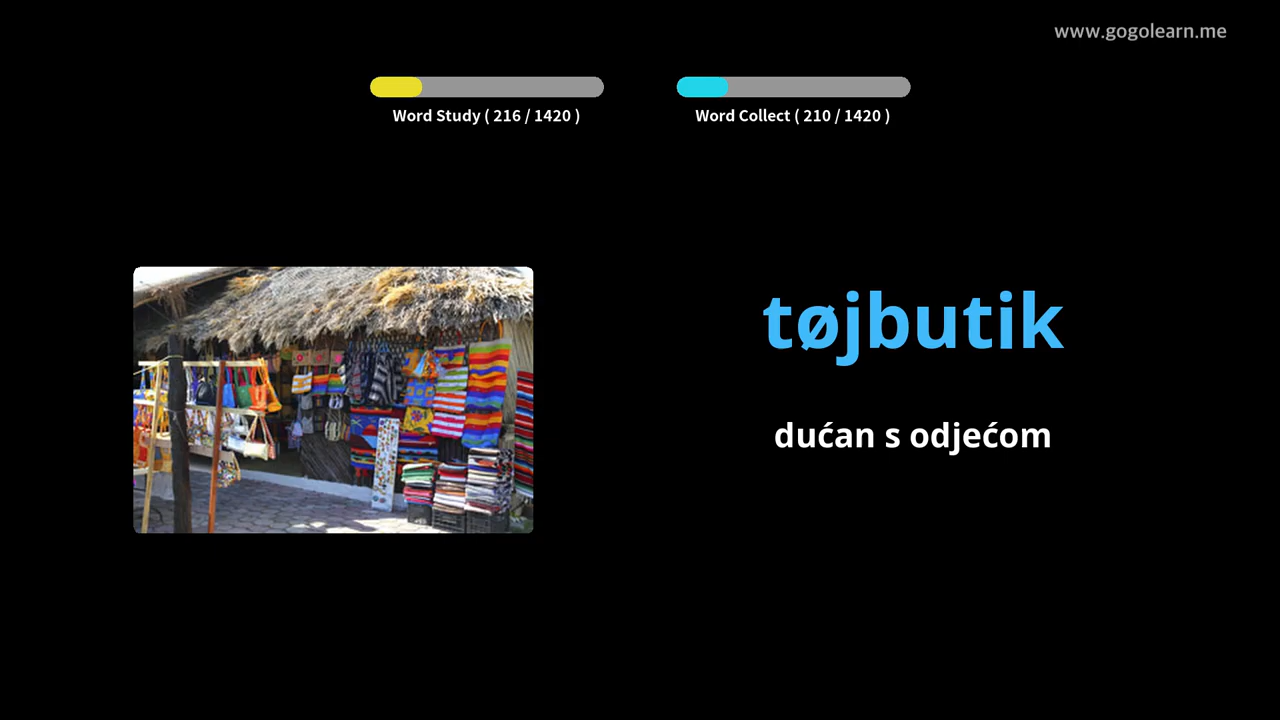 www.gogolearn.me
Word Study ( 216 / 1420 )
Word Collect ( 210 / 1420 )
tøjbutik
dućan s odjećom